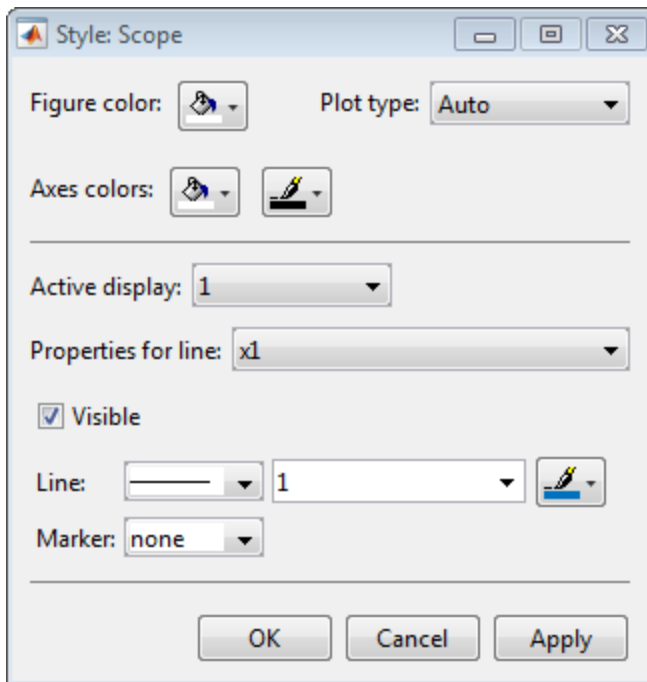 Style: Scope
Figure color: Plot type: Auto
Axes colors:
Active display: 1
Properties for line: x1
Visible
Line: 1
Marker: none
OK Cancel Apply